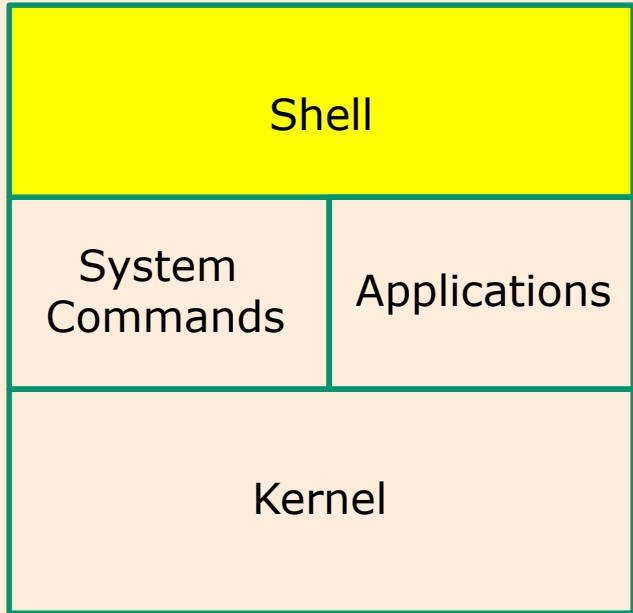 Shell
System
Commands
Applications
Kernel